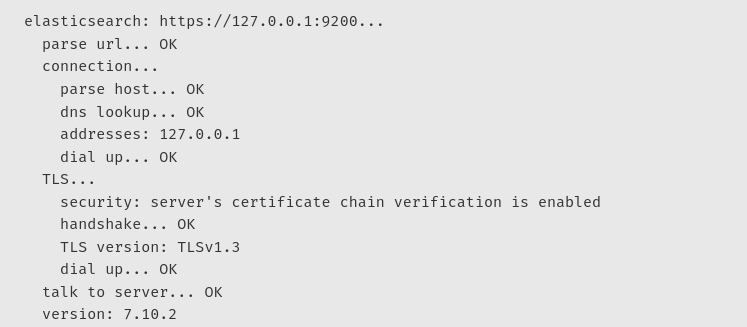 elasticsearch: https://127.0.0.1:9200...
parse url... OK
connection...
parse host... OK
dns lookup... OK
addresses: 127.0.0.1
dial up... OK
TLS...
security: server's certificate chain verification is enabled
handshake... OK
TLS version: TLSv1.3
dial up... OK
talk to server... OK
version: 7.10.2